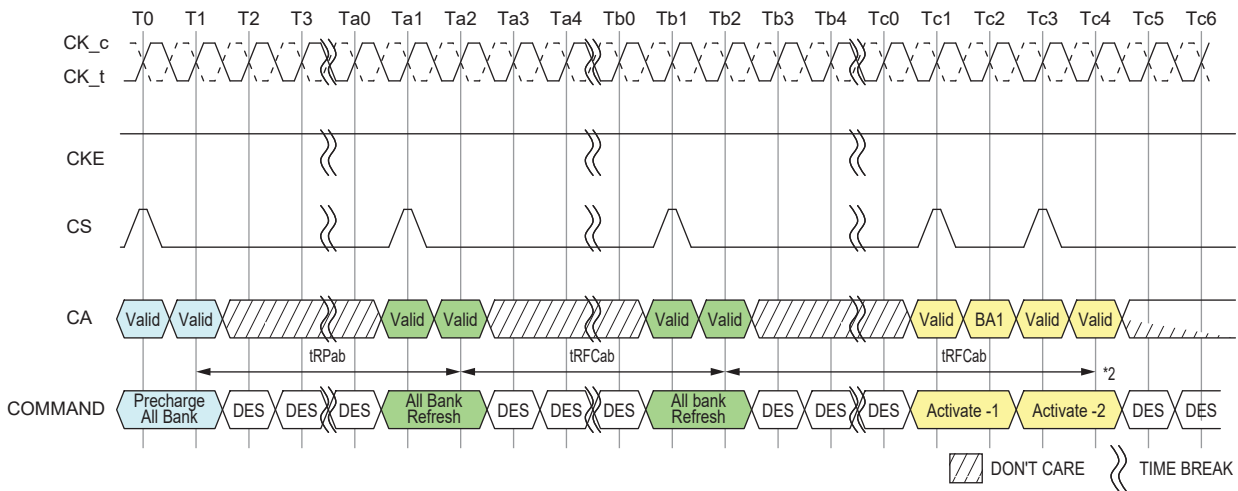 T0 T1 T2 T3 Ta0 Ta1 Ta2 Ta3 Ta4 Tb0 Tb1 Tb2 Tb3 Tb4 Tc0 Tc1 Tc2 Tc3 Tc4 Tc5 Tc6
CK_c
CK_t
CKE
CS
CA Valid Valid Valid Valid Valid Valid Valid BA1 Valid Valid
tRPab tRFCab tRFCab *2
COMMAND Precharge All Bank DES DES DES All Bank Refresh DES DES DES All bank Refresh DES DES DES Activate -1 Activate -2 DES DES
DON'T CARE TIME BREAK